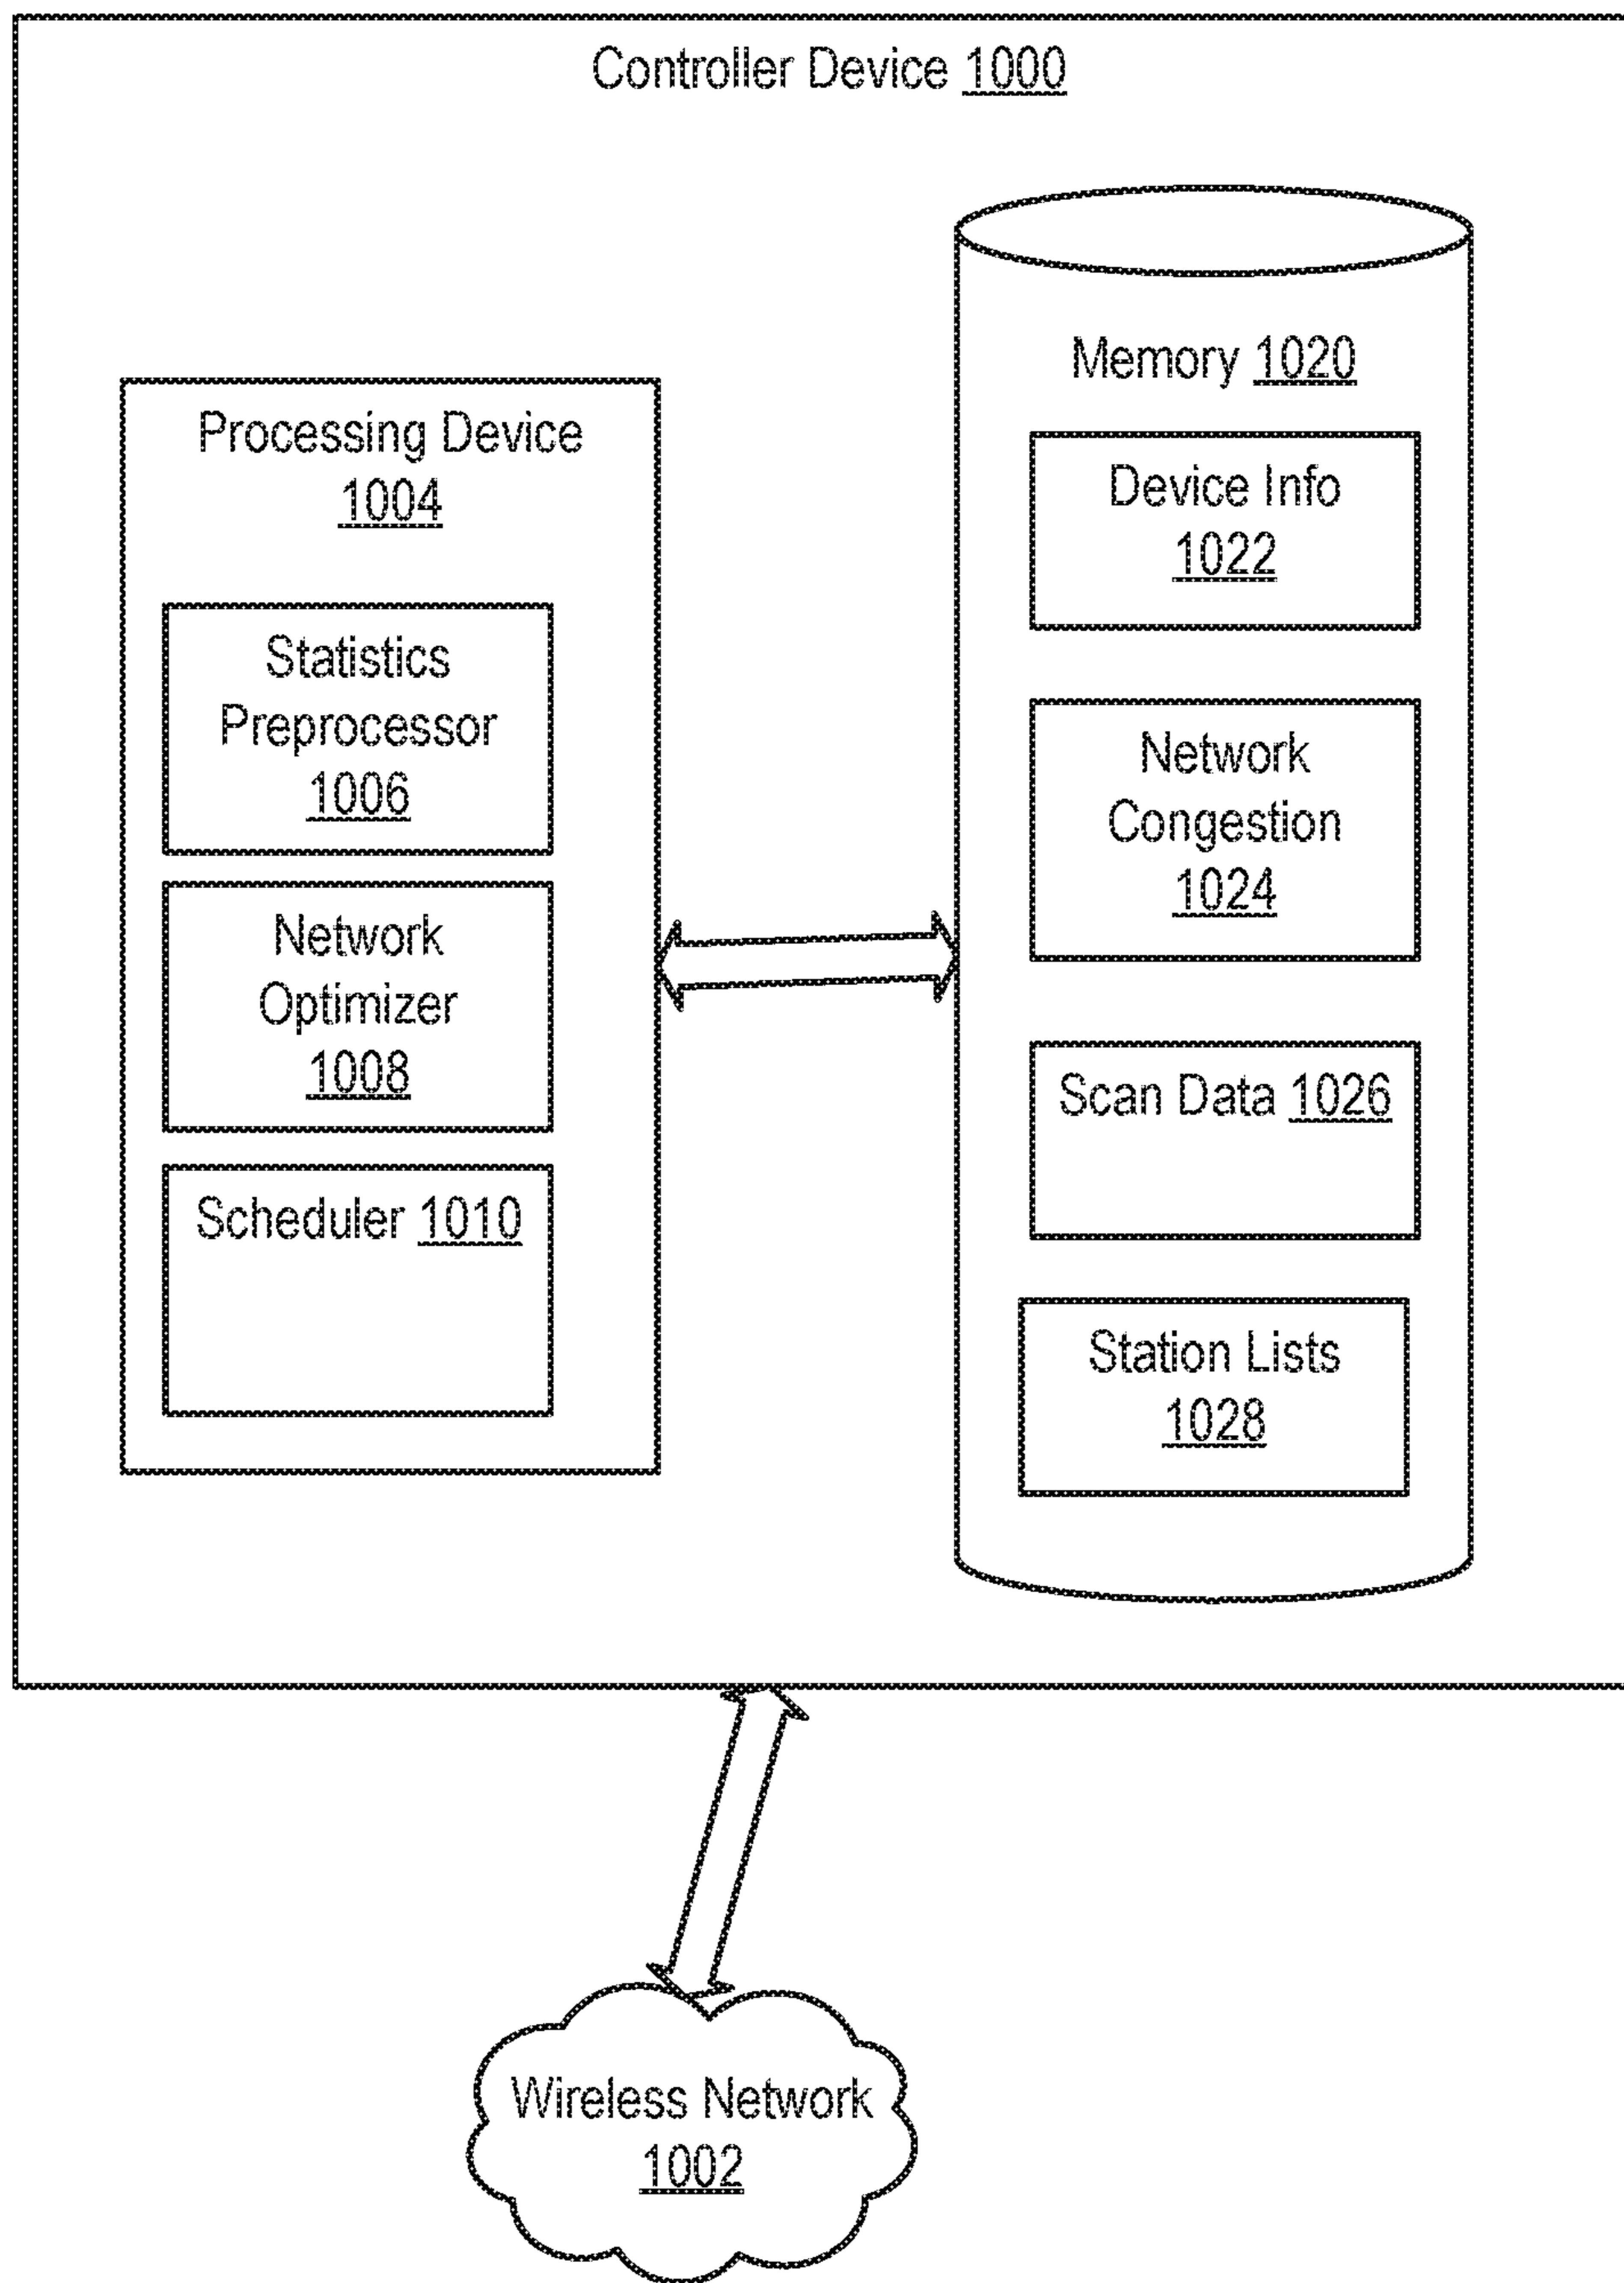 Controller Device 1000
Processing Device
1004
Statistics
Preprocessor
1006
Network
Optimizer
1008
Scheduler 1010
Memory 1020
Device Info
1022
Network
Congestion
1024
Scan Data 1026
Station Lists
1028
Wireless Network
1002